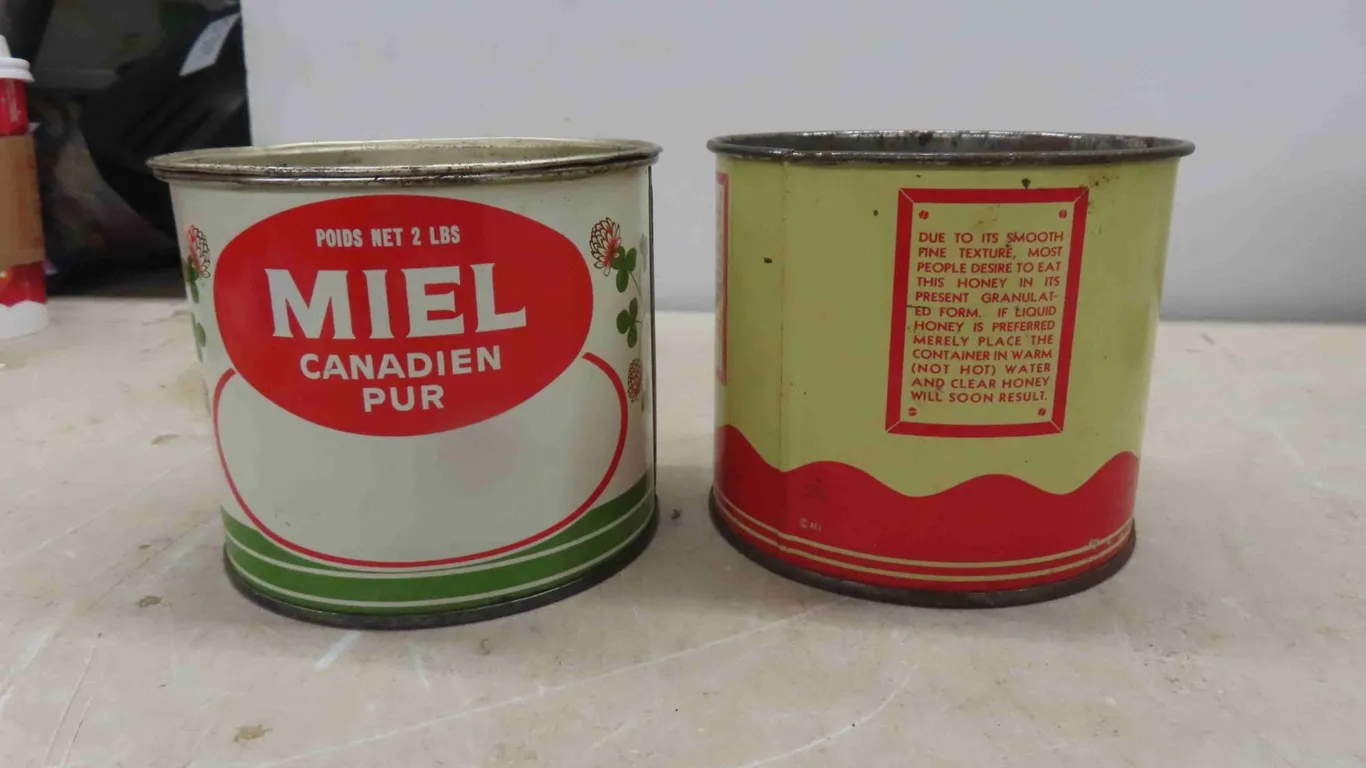 POIDS NET 2 LBS
MIEL
CANADIEN
PUR
DUE TO ITS SMOOTH
FINE TEXTURE, MOST
PEOPLE DESIRE TO EAT
THIS HONEY IN ITS
PRESENT GRANULAT-
ED FORM. IF LIQUID
HONEY IS PREFERRED
MERELY PLACE THE
CONTAINER IN WARM
(NOT HOT) WATER
AND CLEAR HONEY
WILL SOON RESULT.